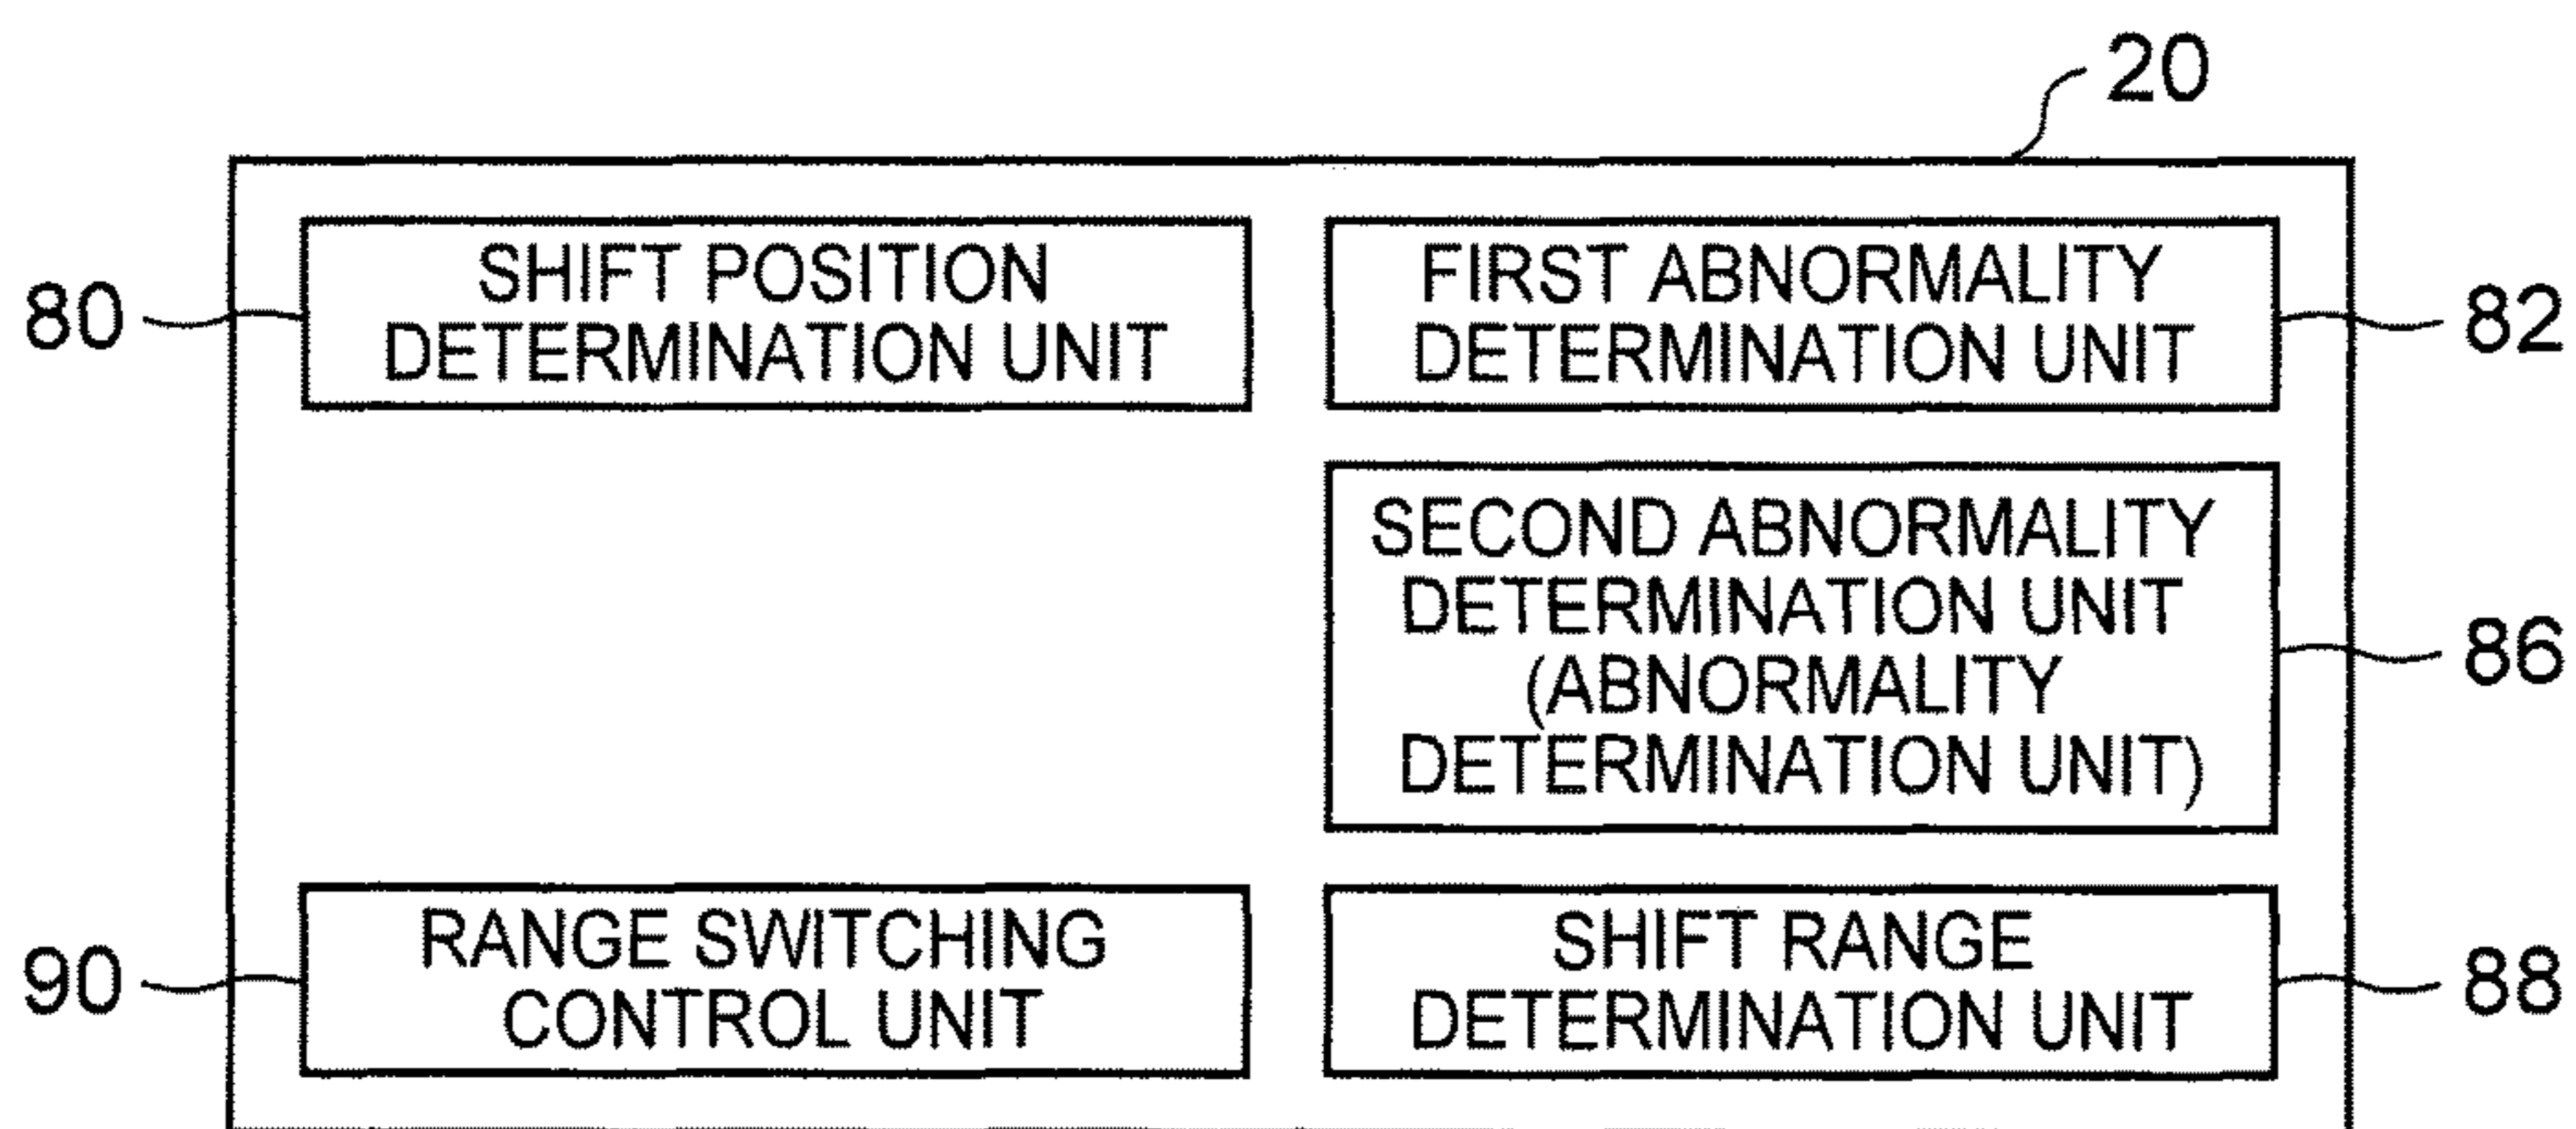 20
80
SHIFT POSITION
DETERMINATION UNIT
FIRST ABNORMALITY
DETERMINATION UNIT
82
SECOND ABNORMALITY
DETERMINATION UNIT
(ABNORMALITY
DETERMINATION UNIT)
86
90
RANGE SWITCHING
CONTROL UNIT
SHIFT RANGE
DETERMINATION UNIT
88